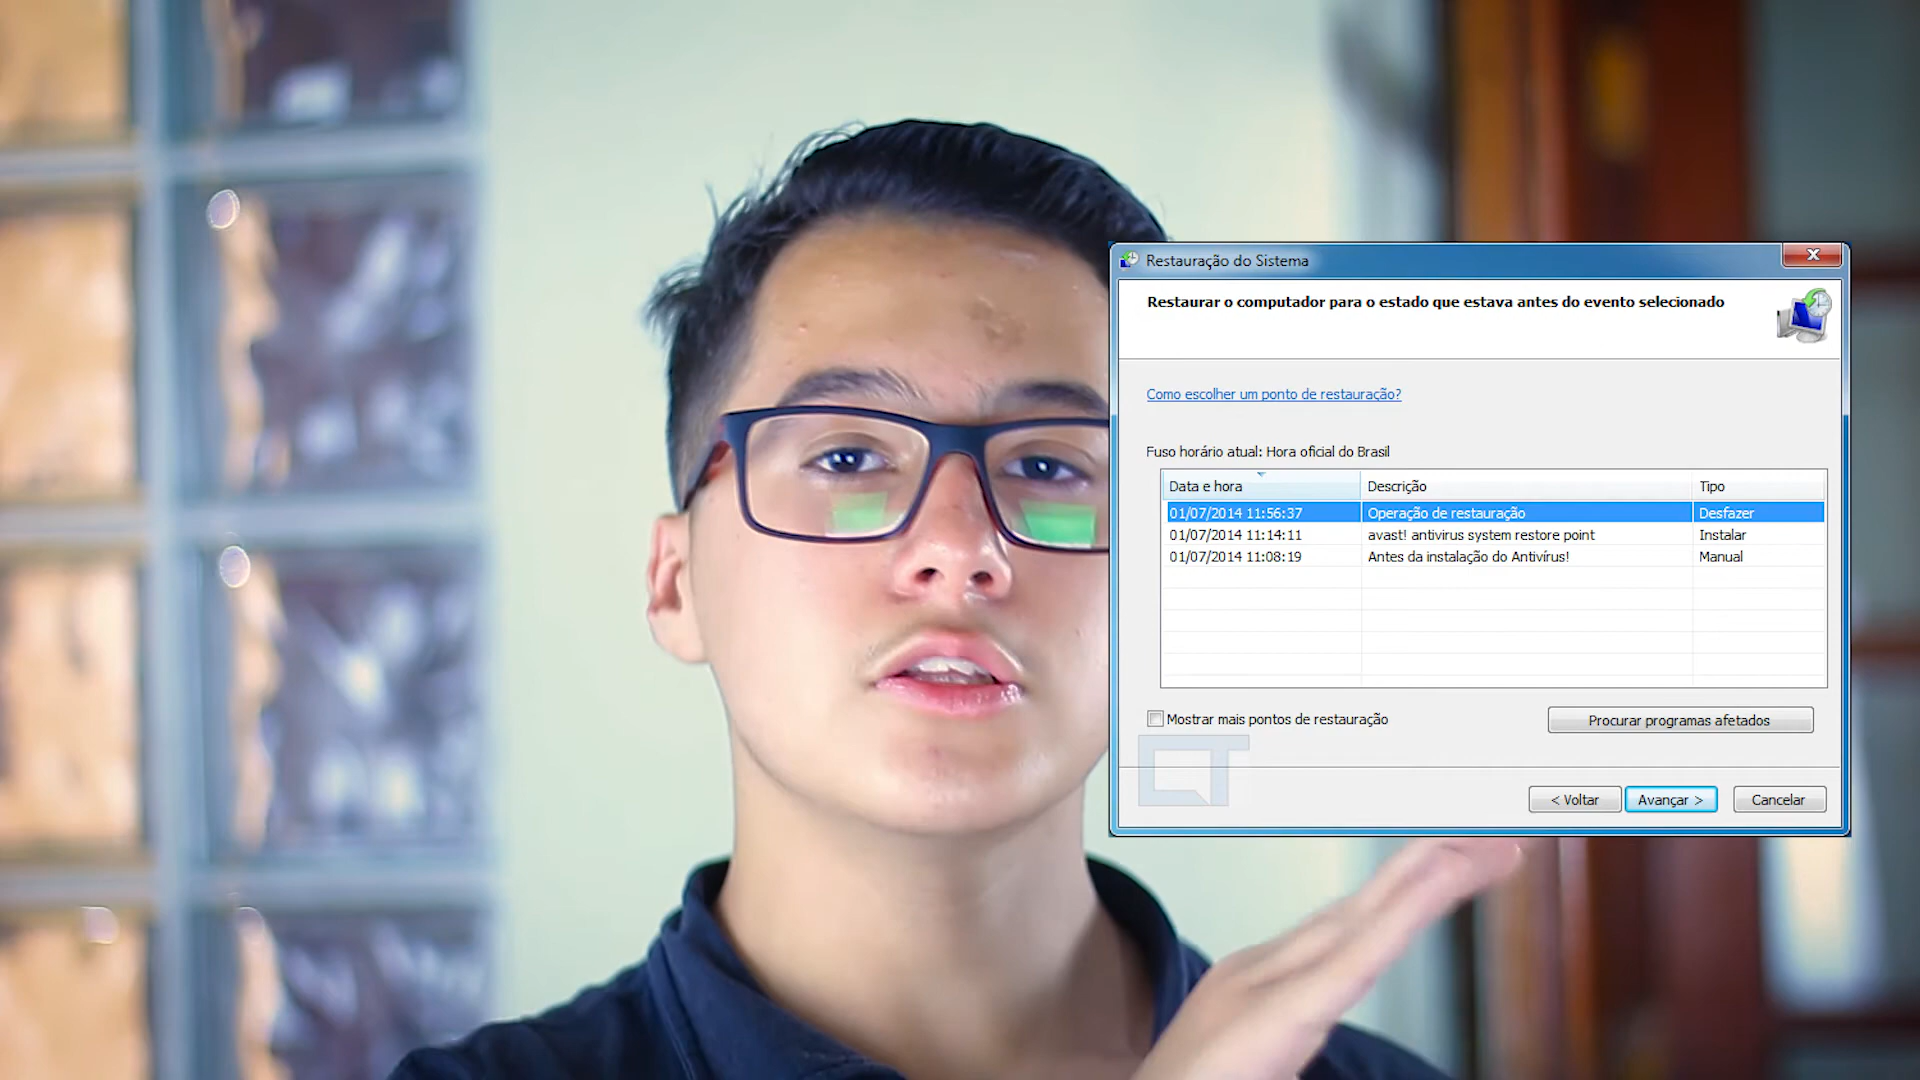 Restauração do Sistema
Restaurar o computador para o estado que estava antes do evento selecionado
Como escolher um ponto de restauração?
Fuso horário atual: Hora oficial do Brasil
Data e hora Descrição Tipo
01/07/2014 11:56:37 Operação de restauração Desfazer
01/07/2014 11:14:11 avast! antivirus system restore point Instalar
01/07/2014 11:08:19 Antes da instalação do Antivírus! Manual
Mostrar mais pontos de restauração Procurar programas afetados
CT
< Voltar Avançar > Cancelar